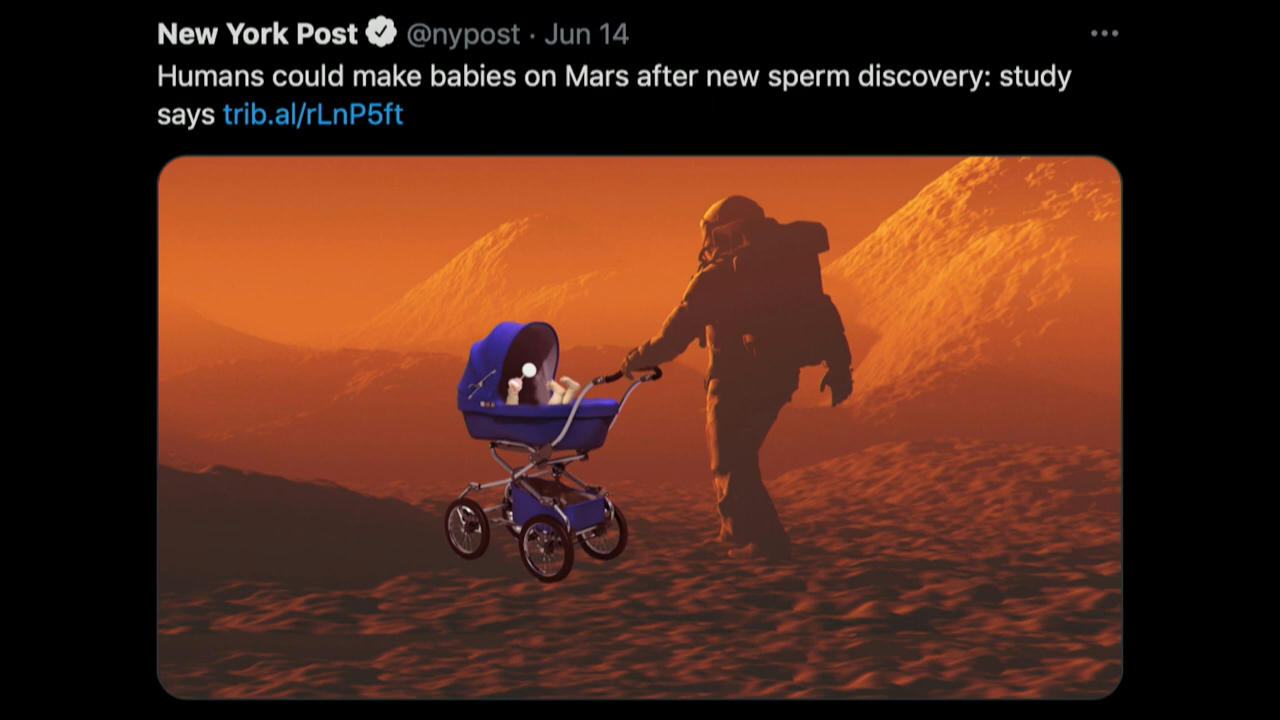 New York Post @nypost · Jun 14
Humans could make babies on Mars after new sperm discovery: study
says trib.al/rLnP5ft